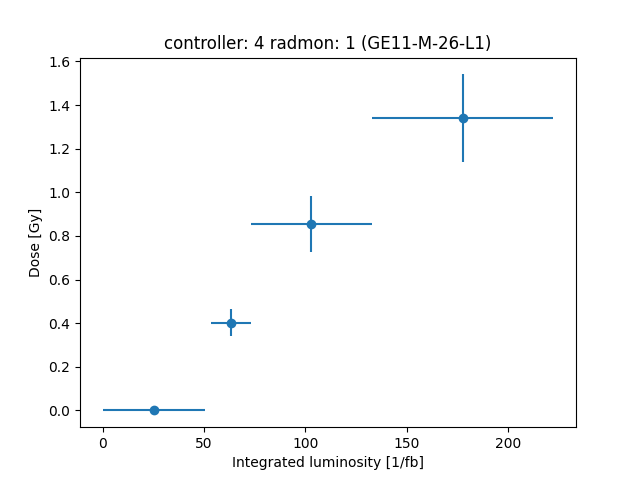 controller: 4 radmon: 1 (GE11-M-26-L1)
Dose [Gy]
1.6
1.4
1.2
1.0
0.8
0.6
0.4
0.2
0.0
0 50 100 150 200
Integrated luminosity [1/fb]